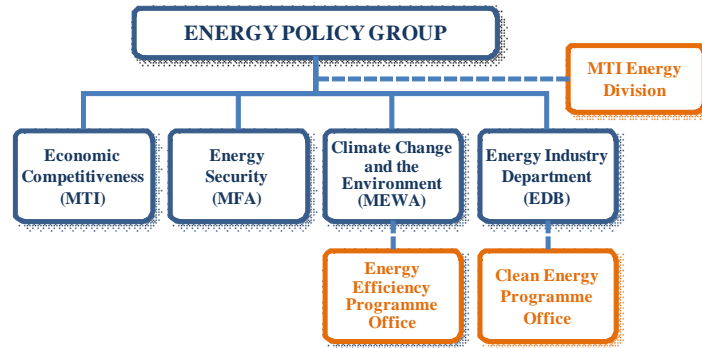 ENERGY POLICY GROUP
MTI Energy
Division
Economic
Competitiveness
(MTI)
Energy
Security
(MFA)
Climate Change
and the
Environment
(MEWA)
Energy Industry
Department
(EDB)
Energy
Efficiency
Programme
Office
Clean Energy
Programme
Office